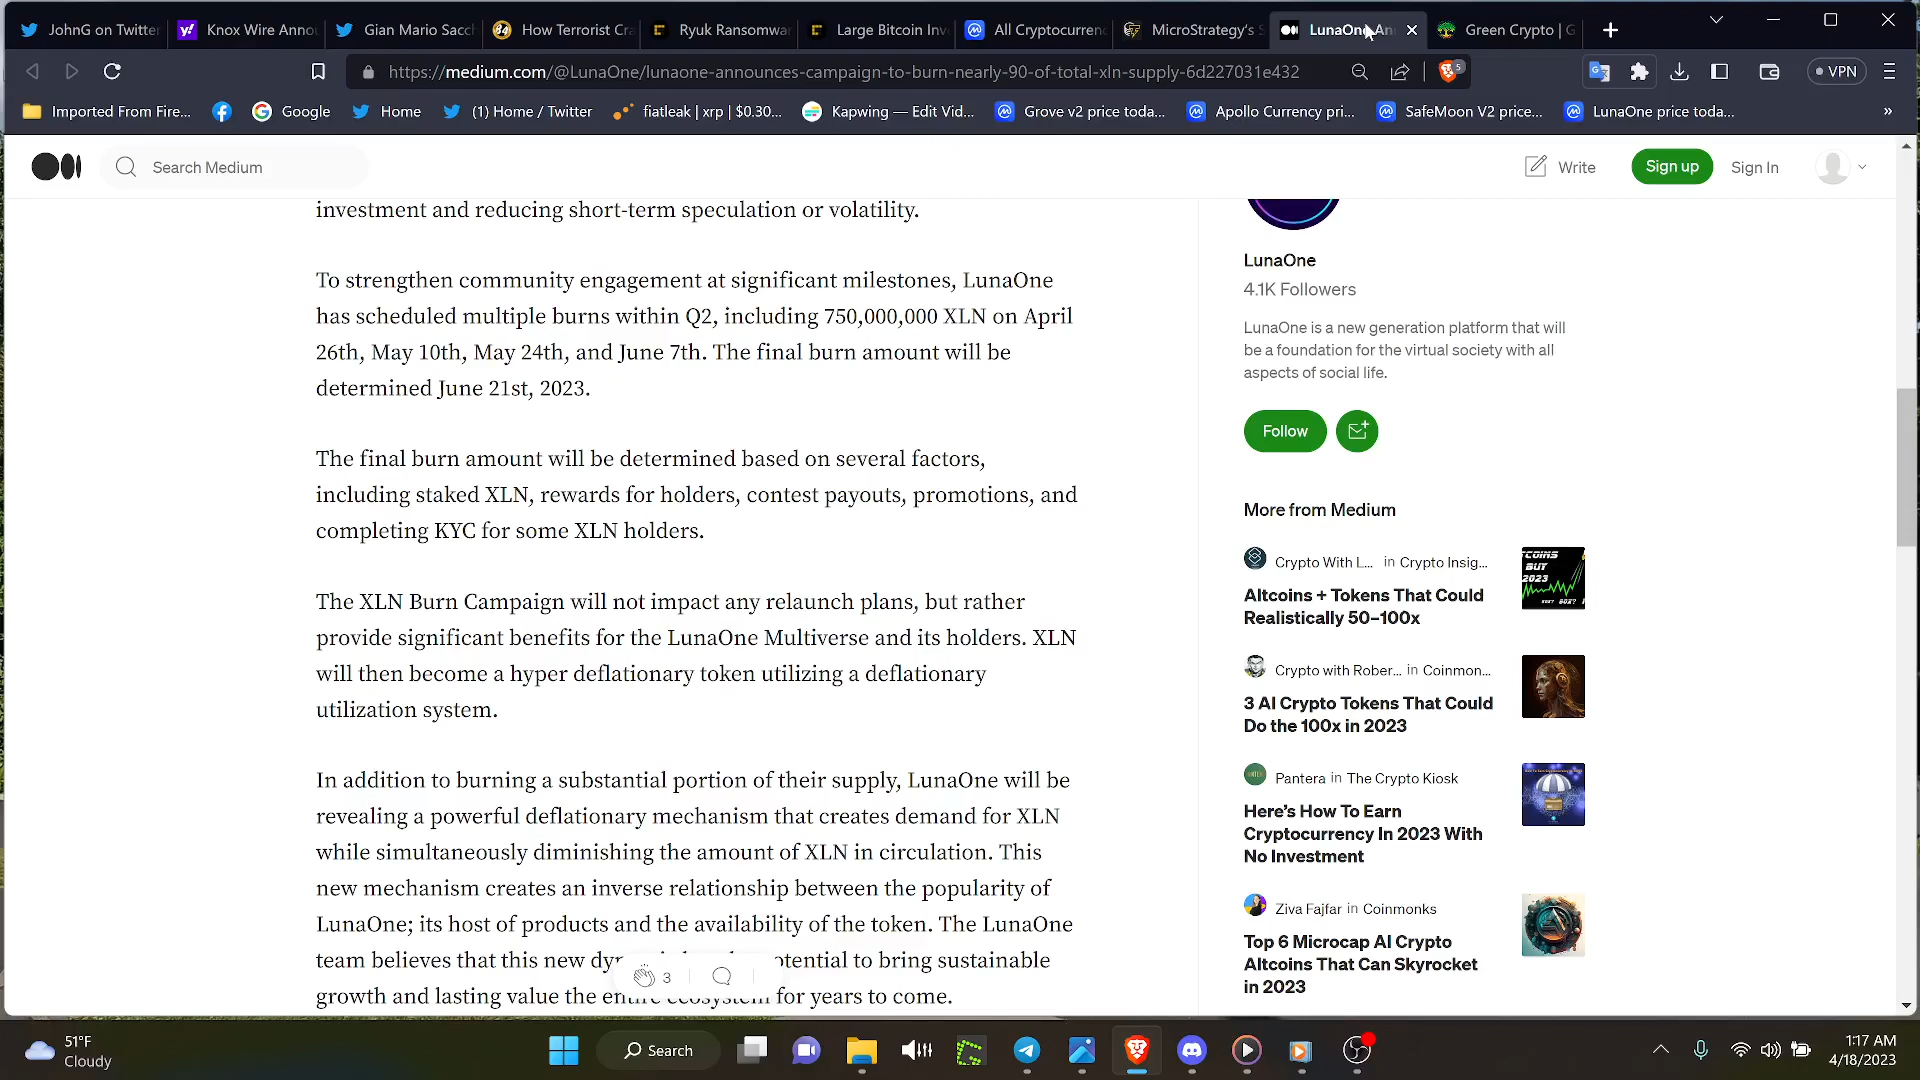 JohnG on Twitter
Knox Wire Annou
Gian Mario Sacch
How Terrorist Cra
Ryuk Ransomwar
Large Bitcoin Inv
All Cryptocurrenc
MicroStrategy's S
LunaOne An
Green Crypto | G
https://medium.com/@LunaOne/lunaone-announces-campaign-to-burn-nearly-90-of-total-xln-supply-6d227031e432
5
VPN
Imported From Fire...
Google
Home
(1) Home / Twitter
fiatleak | xrp | $0.30...
Kapwing — Edit Vid...
Grove v2 price toda...
Apollo Currency pri...
SafeMoon V2 price...
LunaOne price toda...
»
Search Medium
Write
Sign up
Sign In
investment and reducing short-term speculation or volatility.
To strengthen community engagement at significant milestones, LunaOne
has scheduled multiple burns within Q2, including 750,000,000 XLN on April
26th, May 10th, May 24th, and June 7th. The final burn amount will be
determined June 21st, 2023.
The final burn amount will be determined based on several factors,
including staked XLN, rewards for holders, contest payouts, promotions, and
completing KYC for some XLN holders.
The XLN Burn Campaign will not impact any relaunch plans, but rather
provide significant benefits for the LunaOne Multiverse and its holders. XLN
will then become a hyper deflationary token utilizing a deflationary
utilization system.
In addition to burning a substantial portion of their supply, LunaOne will be
revealing a powerful deflationary mechanism that creates demand for XLN
while simultaneously diminishing the amount of XLN in circulation. This
new mechanism creates an inverse relationship between the popularity of
LunaOne; its host of products and the availability of the token. The LunaOne
team believes that this new dyn otential to bring sustainable
growth and lasting value the entire ecosystem for years to come.
3
LunaOne
4.1K Followers
LunaOne is a new generation platform that will
be a foundation for the virtual society with all
aspects of social life.
Follow
More from Medium
Crypto With L... in Crypto Insig...
Altcoins + Tokens That Could
Realistically 50–100x
COINS
BUY
2023
Crypto with Rober... in Coinmon...
3 AI Crypto Tokens That Could
Do the 100x in 2023
Pantera in The Crypto Kiosk
Here's How To Earn
Cryptocurrency In 2023 With
No Investment
Ziva Fajfar in Coinmonks
Top 6 Microcap AI Crypto
Altcoins That Can Skyrocket
in 2023
51°F
Cloudy
Search
1:17 AM
4/18/2023